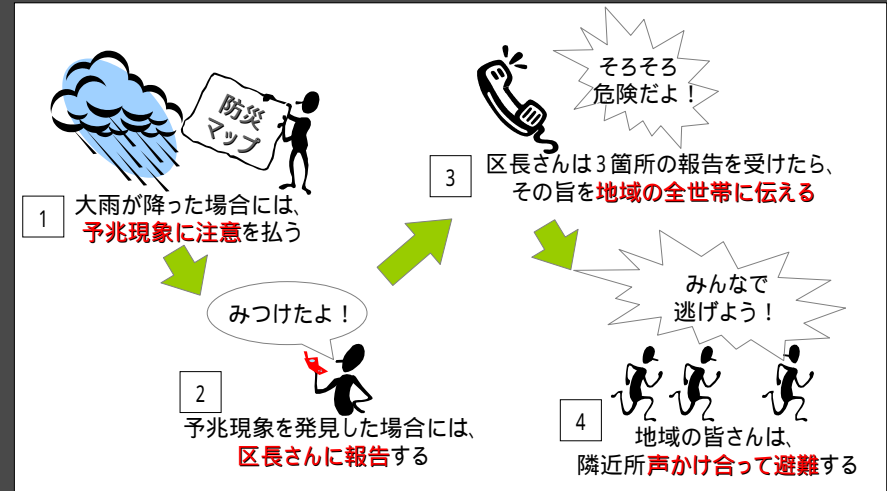 防災
マップ
1
大雨が降った場合には、
予兆現象に注意を払う
みつけたよ！
2
予兆現象を発見した場合には、
区長さんに報告する
そろそろ
危険だよ！
3
区長さんは3箇所の報告を受けたら、
その旨を地域の全世帯に伝える
みんなで
逃げよう！
4
地域の皆さんは、
隣近所声かけ合って避難する